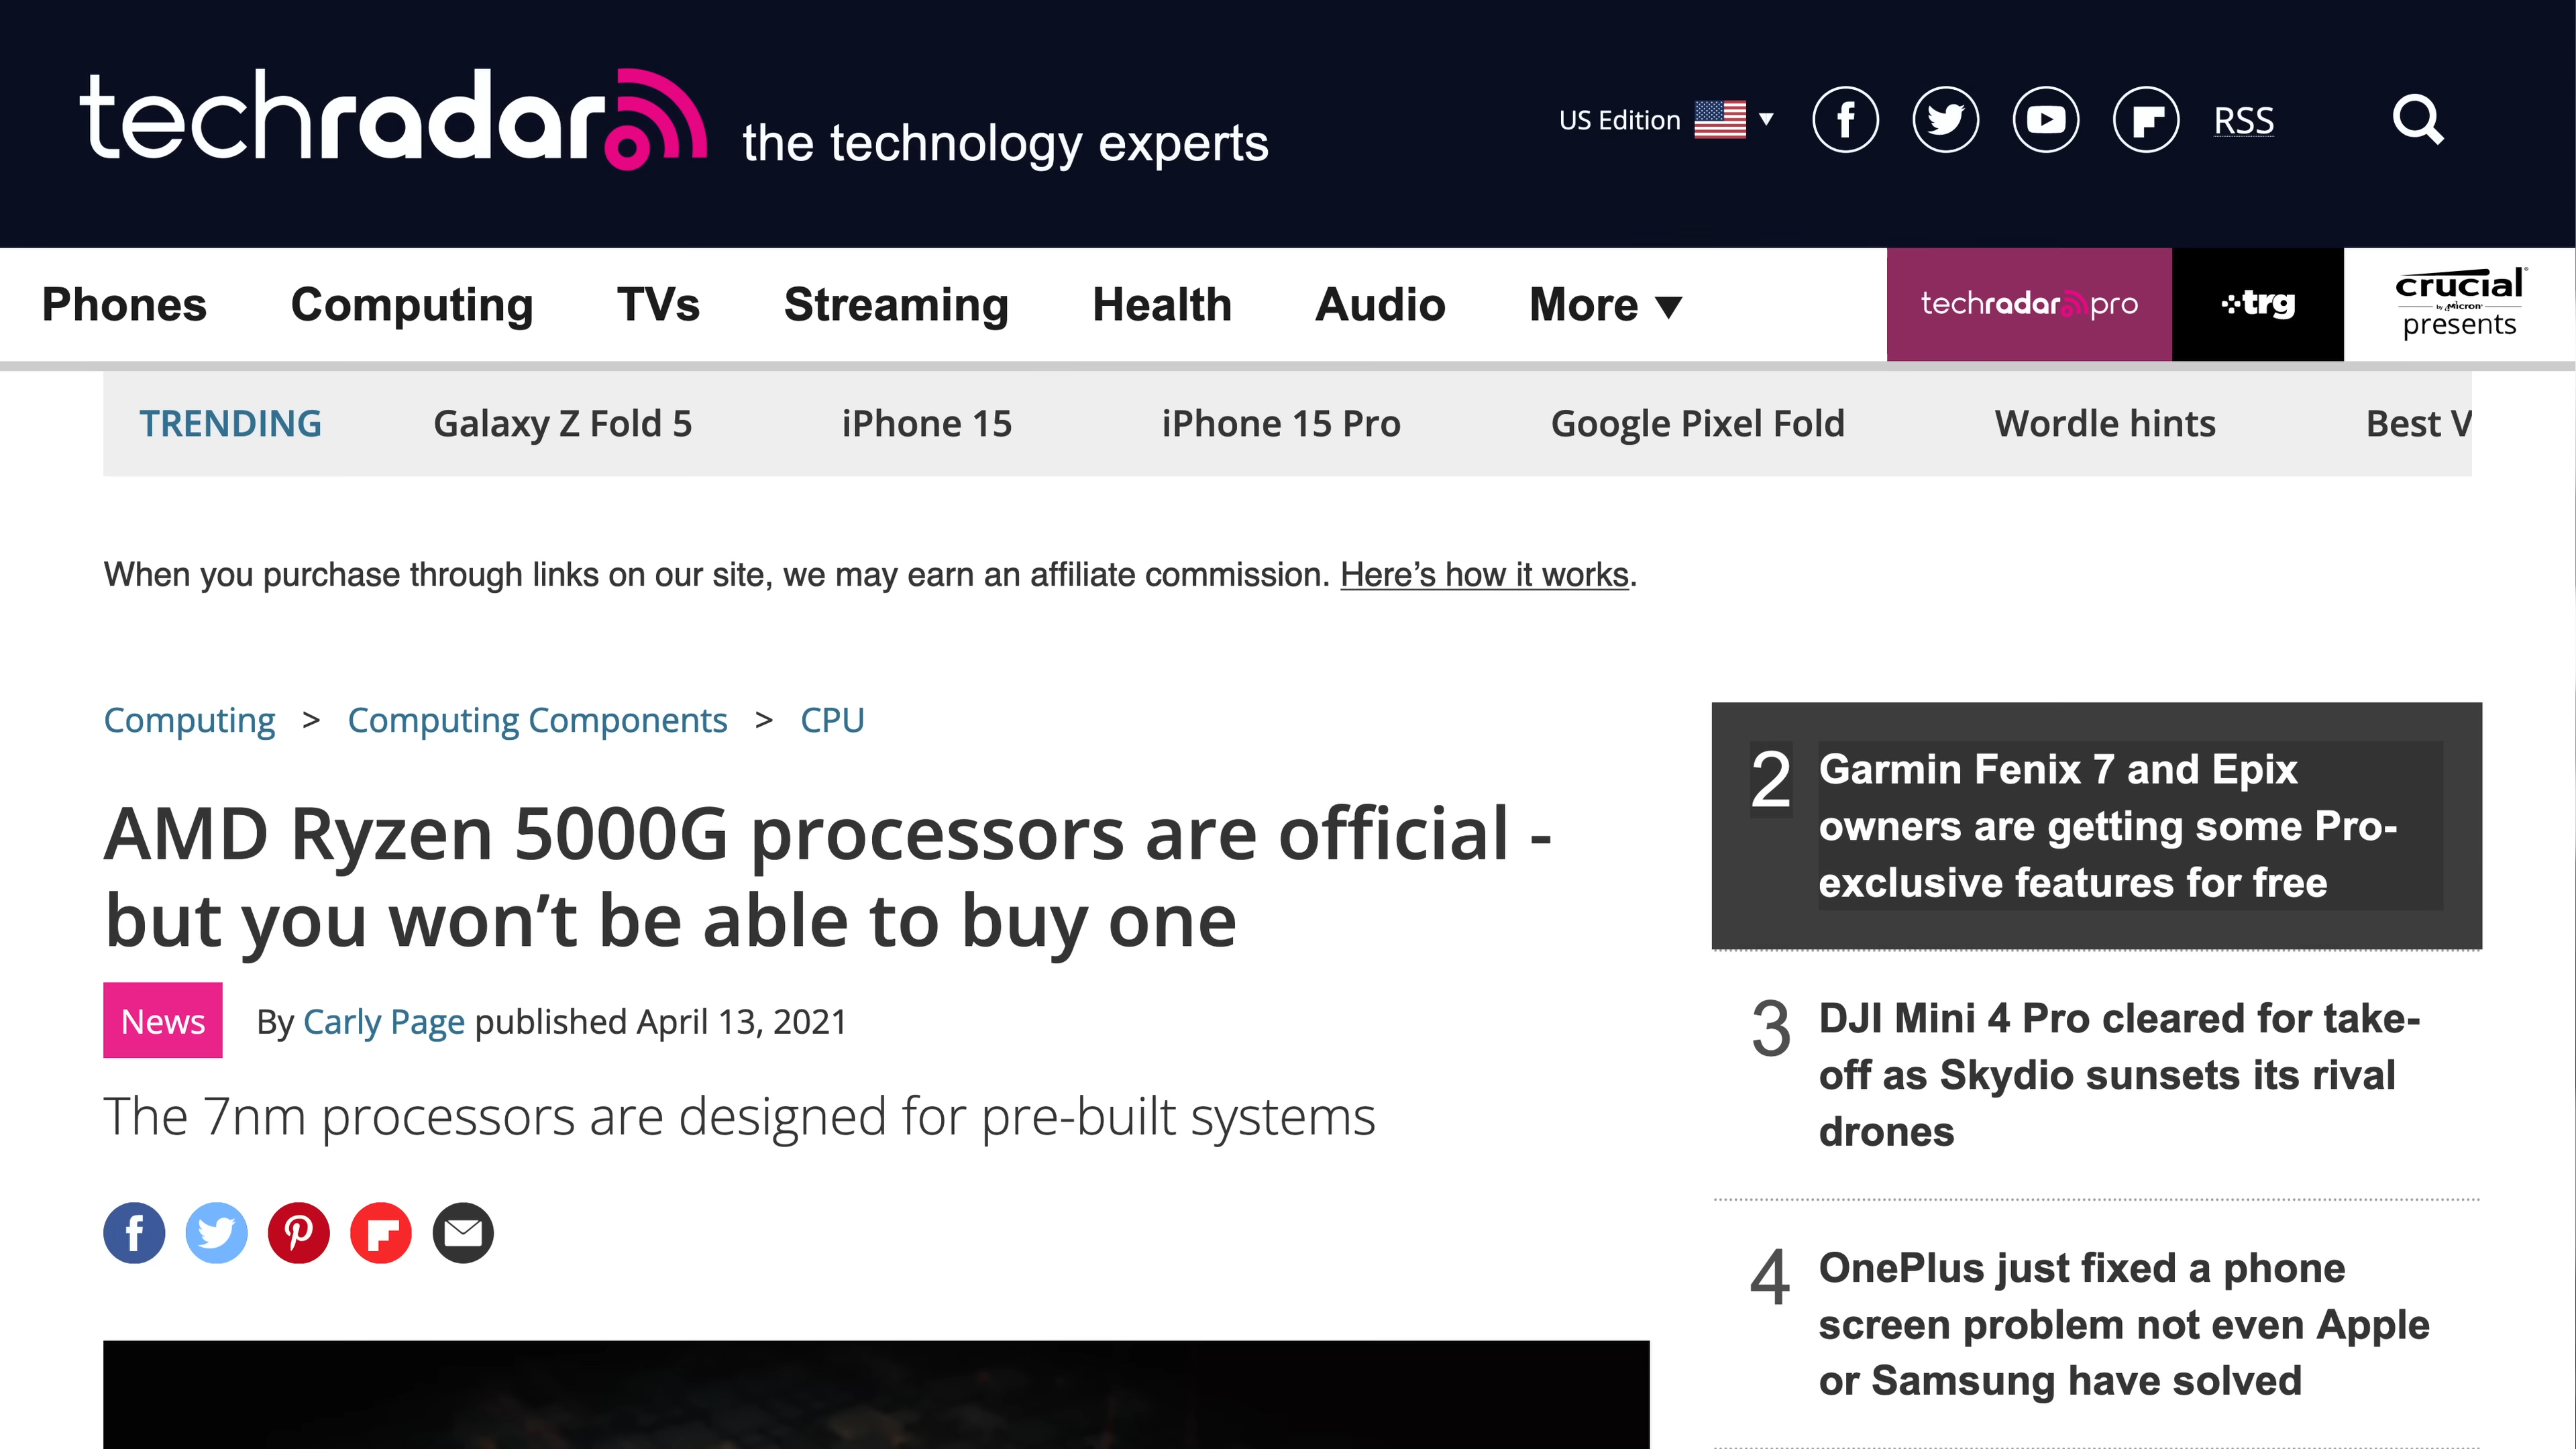 techradar the technology experts
US Edition
RSS
Phones Computing TVs Streaming Health Audio More
techradar pro
trg
crucial
by Micron
presents
TRENDING Galaxy Z Fold 5 iPhone 15 iPhone 15 Pro Google Pixel Fold Wordle hints Best V
When you purchase through links on our site, we may earn an affiliate commission. Here’s how it works.
Computing > Computing Components > CPU
AMD Ryzen 5000G processors are official -
but you won’t be able to buy one
News By Carly Page published April 13, 2021
The 7nm processors are designed for pre-built systems
2 Garmin Fenix 7 and Epix
owners are getting some Pro-
exclusive features for free
3 DJI Mini 4 Pro cleared for take-
off as Skydio sunsets its rival
drones
4 OnePlus just fixed a phone
screen problem not even Apple
or Samsung have solved